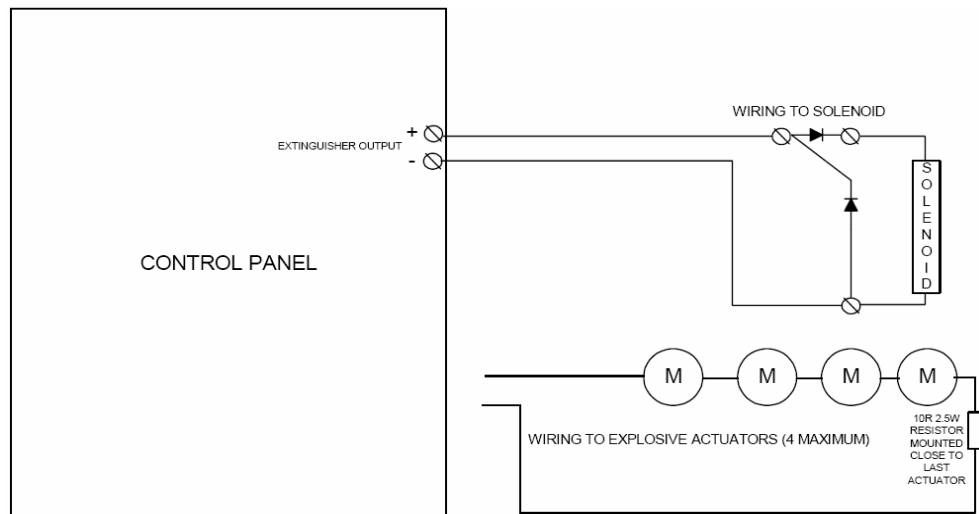 WIRING TO SOLENOID
+
EXTINGUISHER OUTPUT
-
SOLENOID
CONTROL PANEL
M M M M
10R 2.5W
RESISTOR
MOUNTED
CLOSE TO
LAST
ACTUATOR
WIRING TO EXPLOSIVE ACTUATORS (4 MAXIMUM)